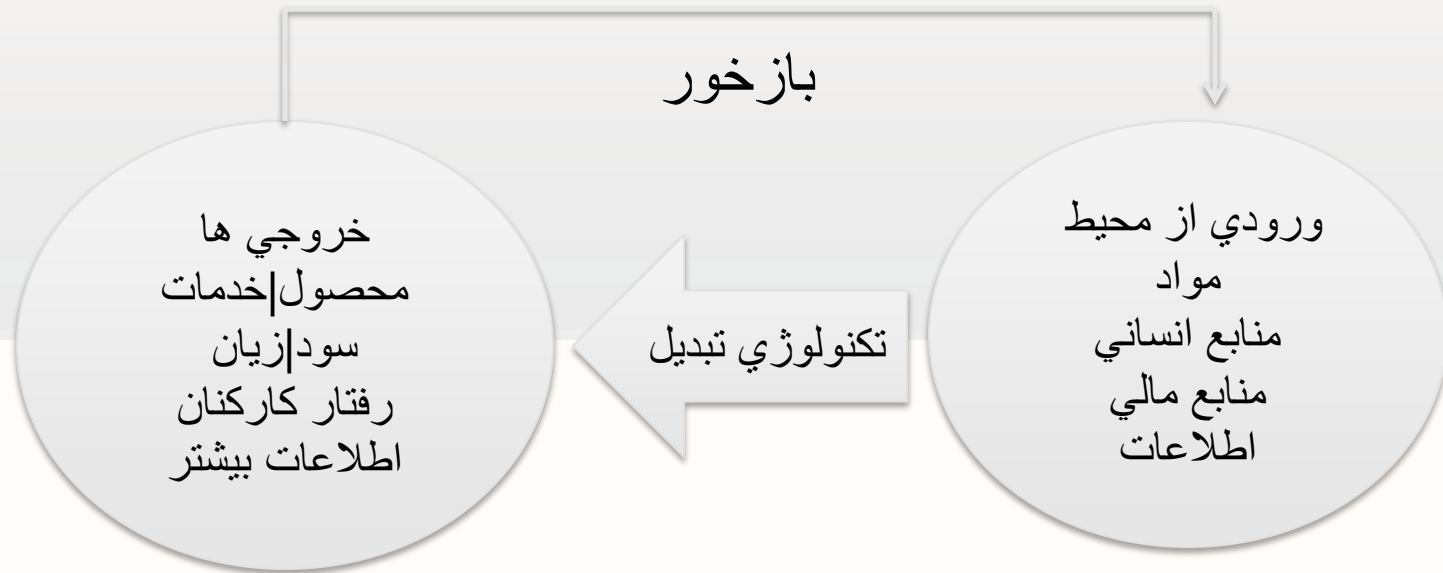 بازخور
ورودي از محيط
مواد
منابع انساني
منابع مالي
اطلاعات
تكنولوژي تبديل
خروجي ها
محصول|خدمات
سود|زيان
رفتار كاركنان
اطلاعات بيشتر